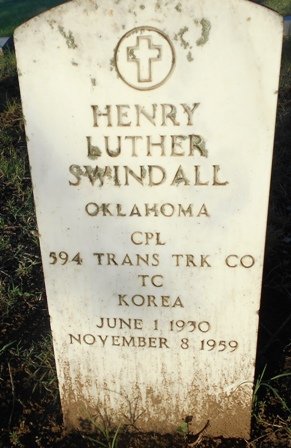 HENRY
LUTHER
SWINDALL
OKLAHOMA
CPL
594 TRANS TRK CO
TC
KOREA
JUNE 1 1930
NOVEMBER 8 1959